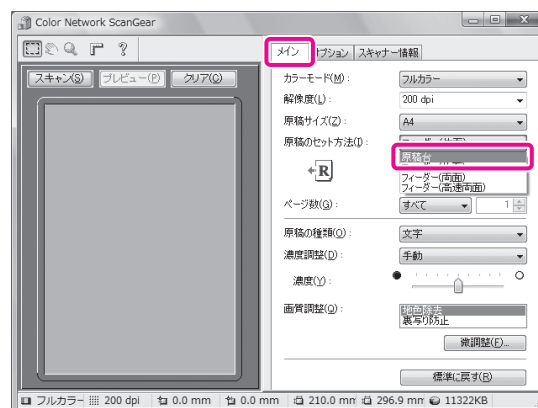 Color Network ScanGear
メイン
プション
スキャナー情報
スキャン(S)
プレビュー(P)
クリア(C)
カラーモード(M) :
フルカラー
解像度(L) :
200 dpi
原稿サイズ(Z) :
A4
原稿のセット方法(I) :
原稿台
フィーダー(両面)
フィーダー(高速両面)
R
ページ数(G) :
すべて
1
原稿の種類(O) :
文字
濃度調整(D) :
手動
濃度(Y) :
画質調整(Q) :
地色除去
裏写り防止
微調整(F)...
標準に戻す(R)
フルカラー 200 dpi 0.0 mm 0.0 mm 210.0 mm 296.9 mm 11322KB